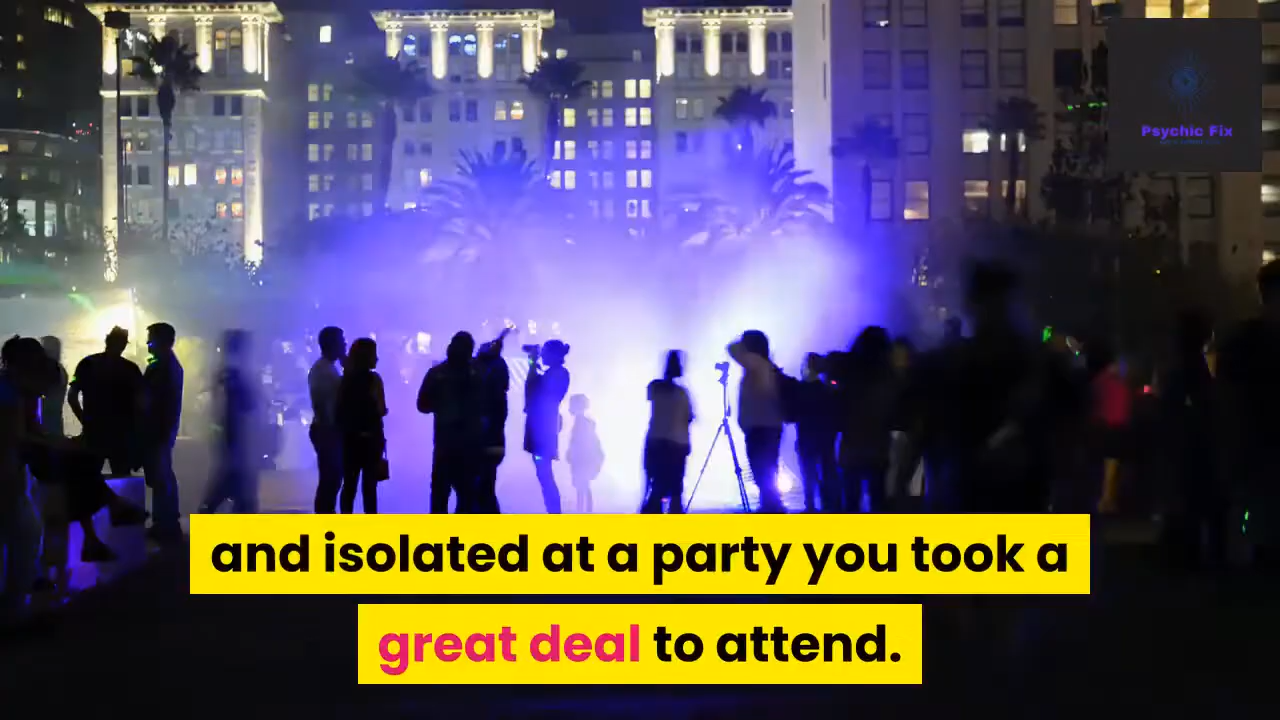 Psychic Fix
and isolated at a party you took a
great deal to attend.